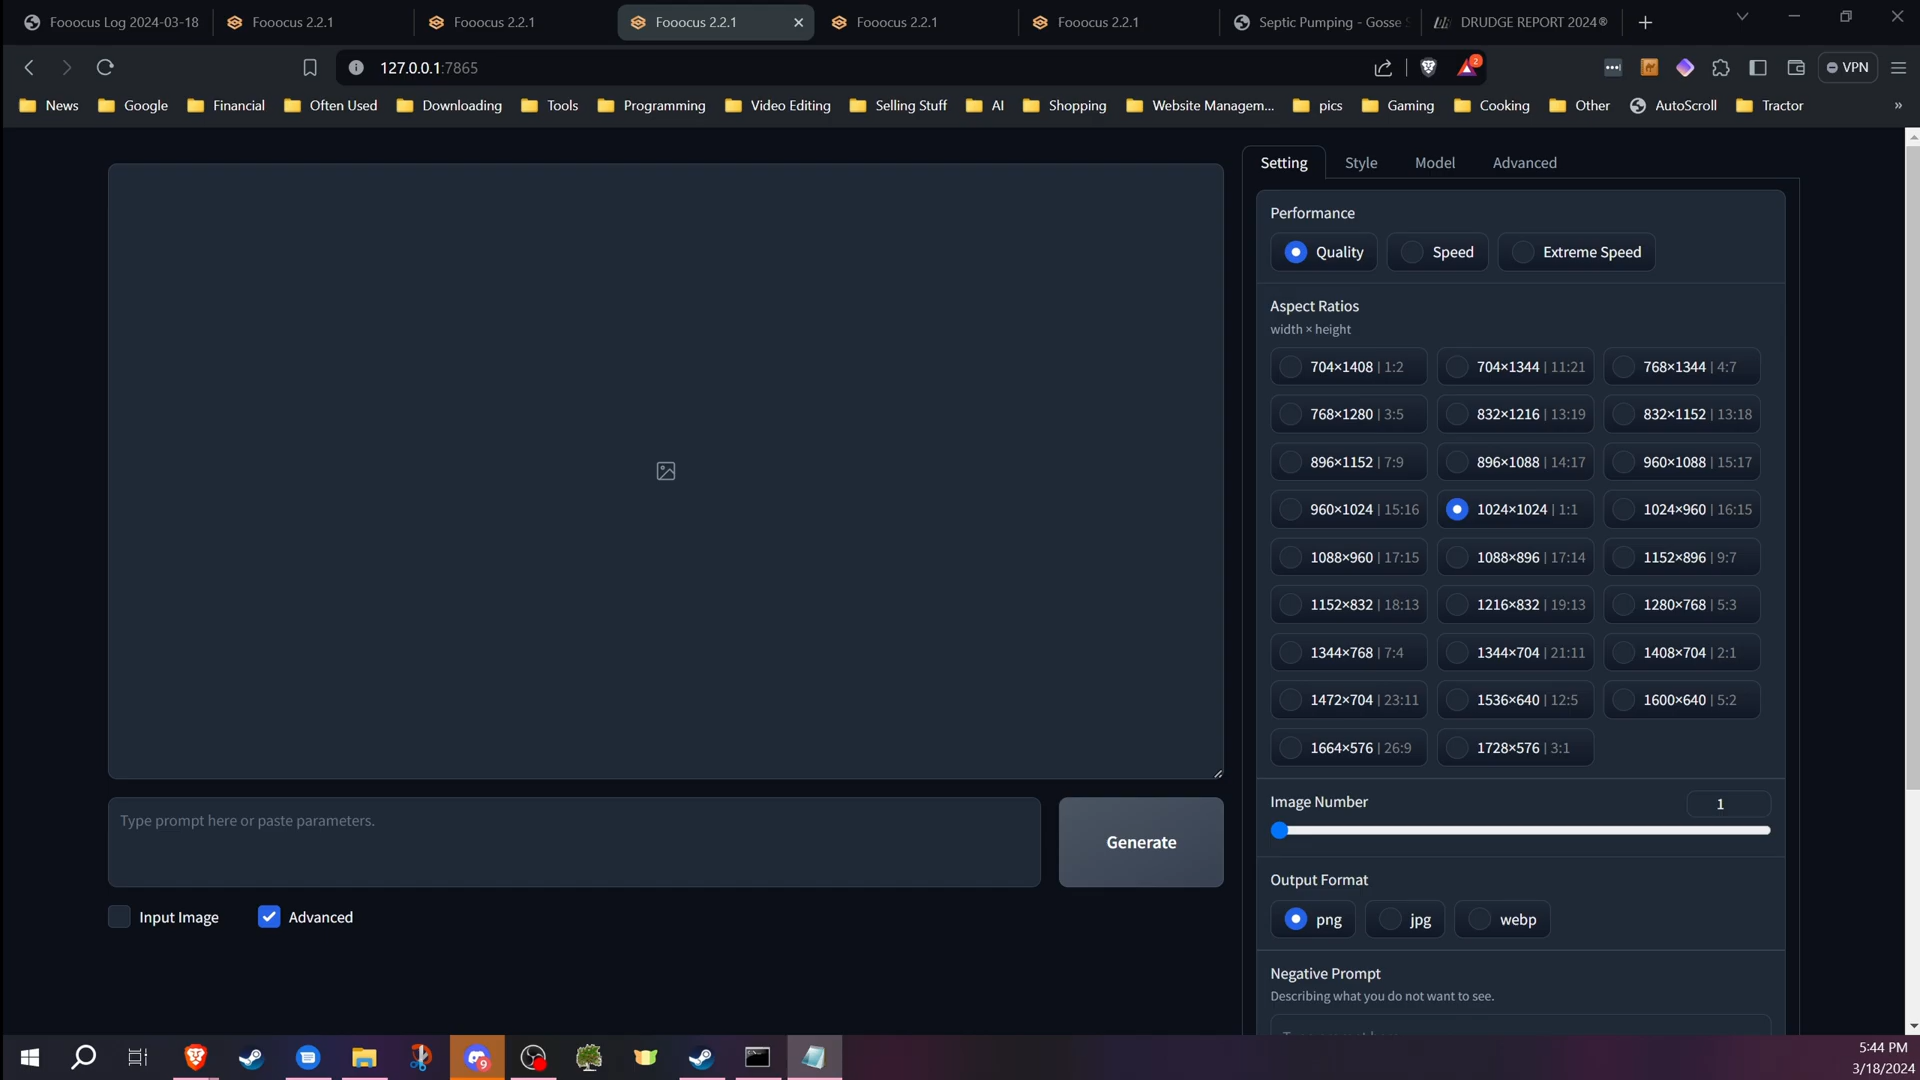 Fooocus Log 2024-03-18
Fooocus 2.2.1
Fooocus 2.2.1
Fooocus 2.2.1
Fooocus 2.2.1
Fooocus 2.2.1
Septic Pumping - Gosse
DRUDGE REPORT 2024®
127.0.0.1:7865
2
VPN
News
Google
Financial
Often Used
Downloading
Tools
Programming
Video Editing
Selling Stuff
AI
Shopping
Website Managem...
pics
Gaming
Cooking
Other
AutoScroll
Tractor
»
Setting
Style
Model
Advanced
Performance
Quality
Speed
Extreme Speed
Aspect Ratios
width × height
704×1408 | 1:2
704×1344 | 11:21
768×1344 | 4:7
768×1280 | 3:5
832×1216 | 13:19
832×1152 | 13:18
896×1152 | 7:9
896×1088 | 14:17
960×1088 | 15:17
960×1024 | 15:16
1024×1024 | 1:1
1024×960 | 16:15
1088×960 | 17:15
1088×896 | 17:14
1152×896 | 9:7
1152×832 | 18:13
1216×832 | 19:13
1280×768 | 5:3
1344×768 | 7:4
1344×704 | 21:11
1408×704 | 2:1
1472×704 | 23:11
1536×640 | 12:5
1600×640 | 5:2
1664×576 | 26:9
1728×576 | 3:1
Type prompt here or paste parameters.
Generate
Input Image
Advanced
Image Number
1
Output Format
png
jpg
webp
Negative Prompt
Describing what you do not want to see.
9
5:44 PM
3/18/2024